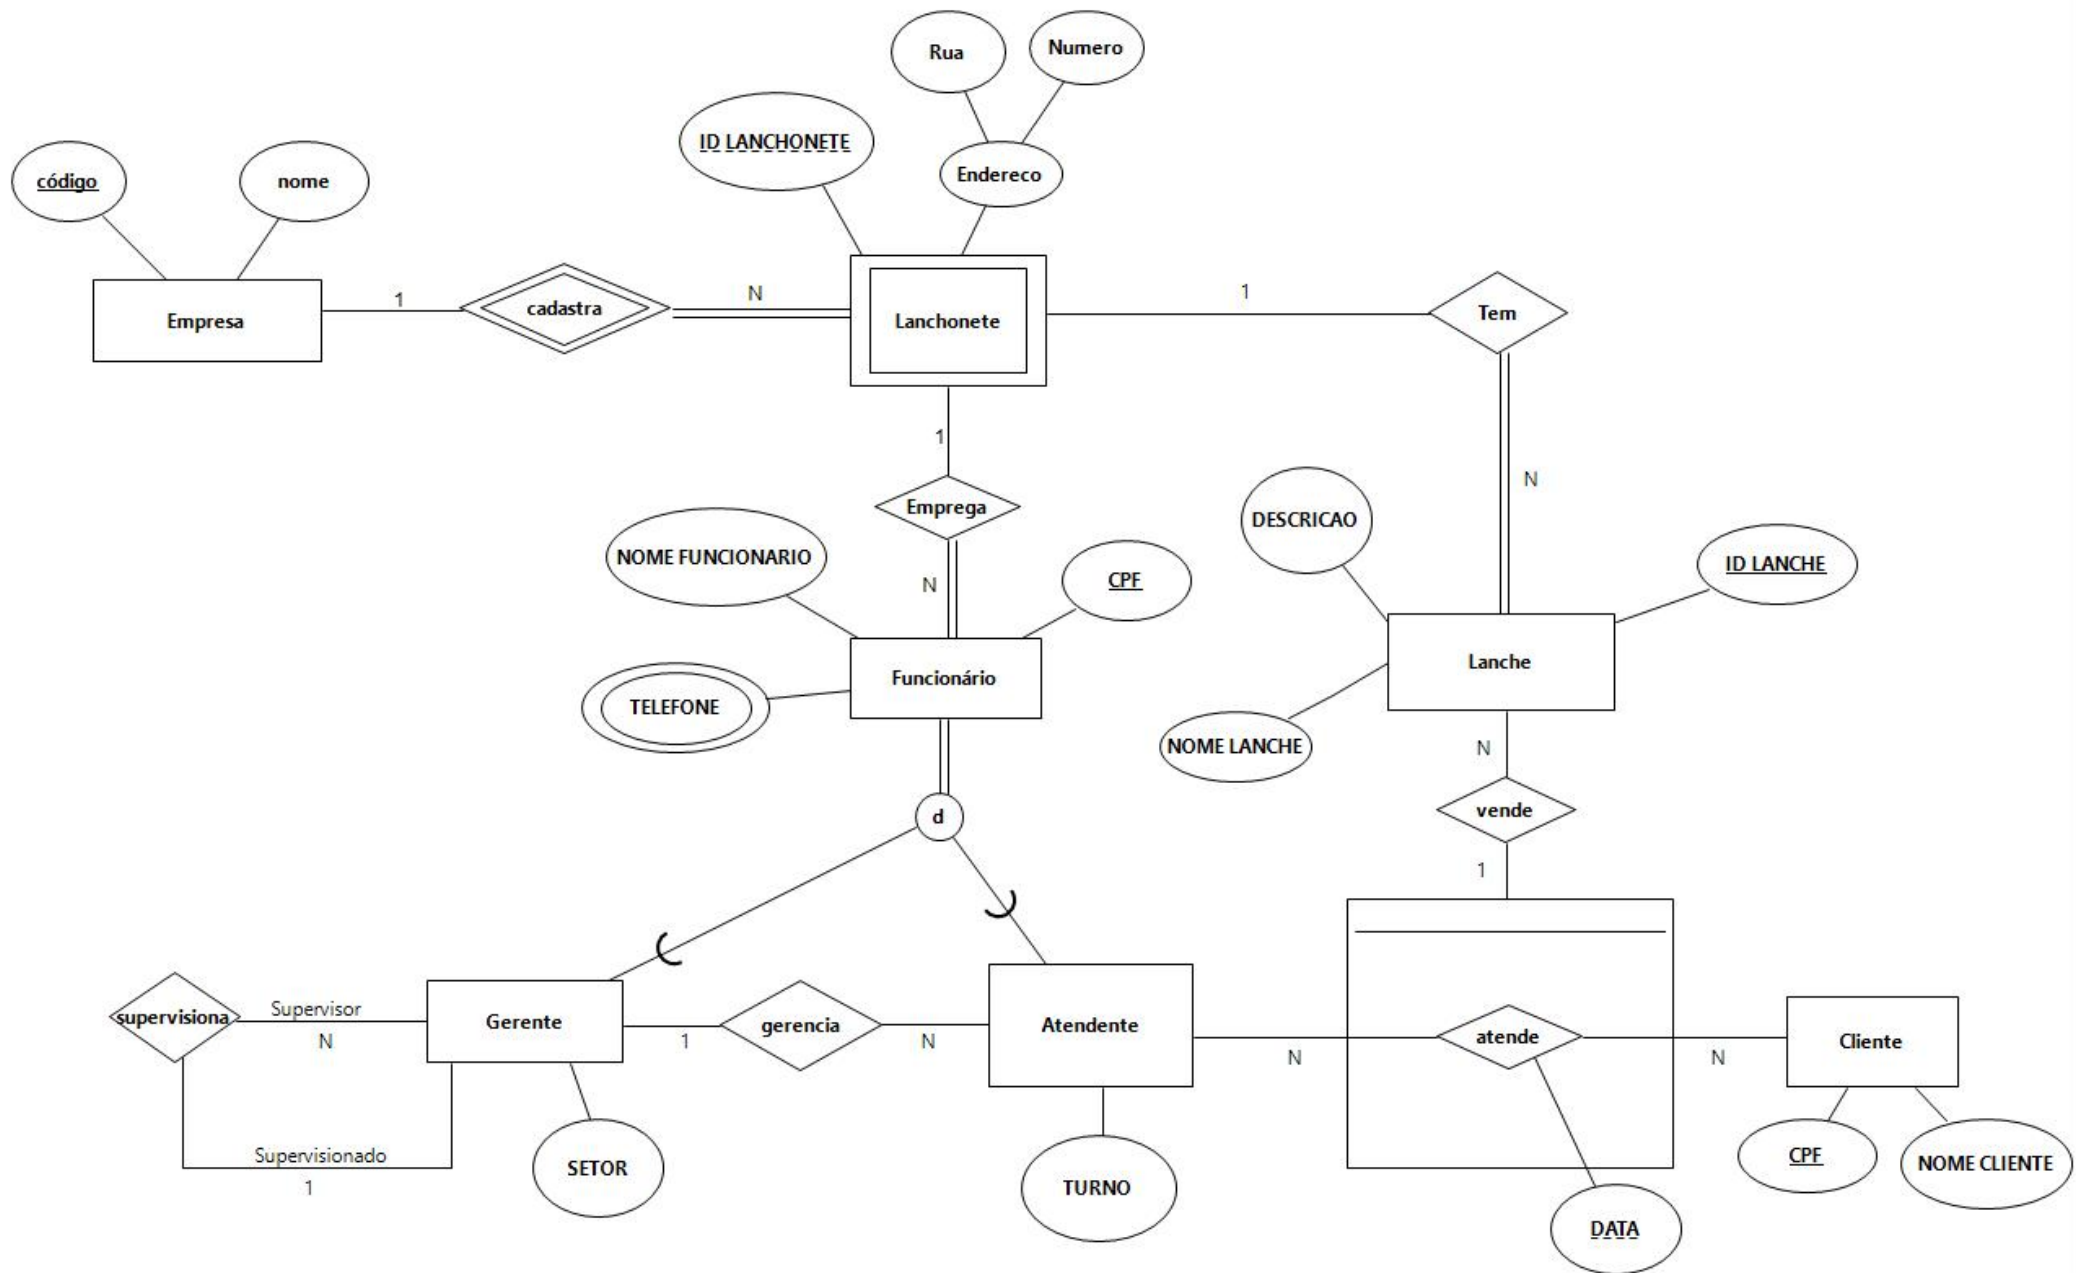 Rua
Numero
ID LANCHONETE
Endereco
código
nome
Empresa
1
cadastra
N
Lanchonete
1
Tem
1
Emprega
N
N
NOME FUNCIONARIO
CPF
DESCRICAO
ID LANCHE
Funcionário
TELEFONE
Lanche
NOME LANCHE
N
vende
1
d
supervisiona
Supervisor
N
Gerente
1
gerencia
N
Atendente
N
atende
N
Cliente
Supervisionado
1
SETOR
TURNO
CPF
NOME CLIENTE
DATA